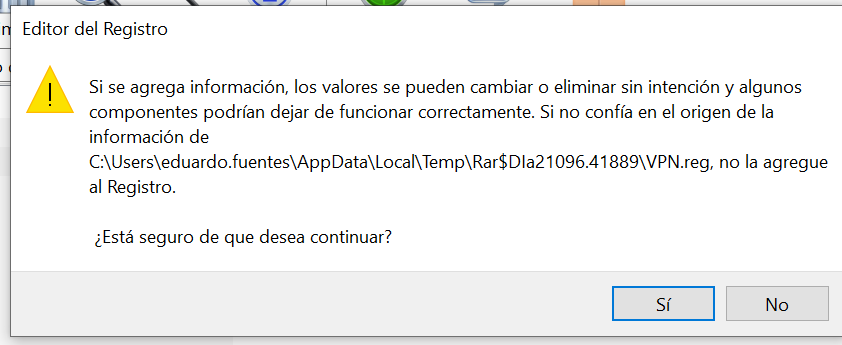 Editor del Registro
Si se agrega información, los valores se pueden cambiar o eliminar sin intención y algunos
componentes podrían dejar de funcionar correctamente. Si no confía en el origen de la
información de
C:\Users\eduardo.fuentes\AppData\Local\Temp\Rar$DIa21096.41889\VPN.reg, no la agregue
al Registro.
¿Está seguro de que desea continuar?
Sí
No